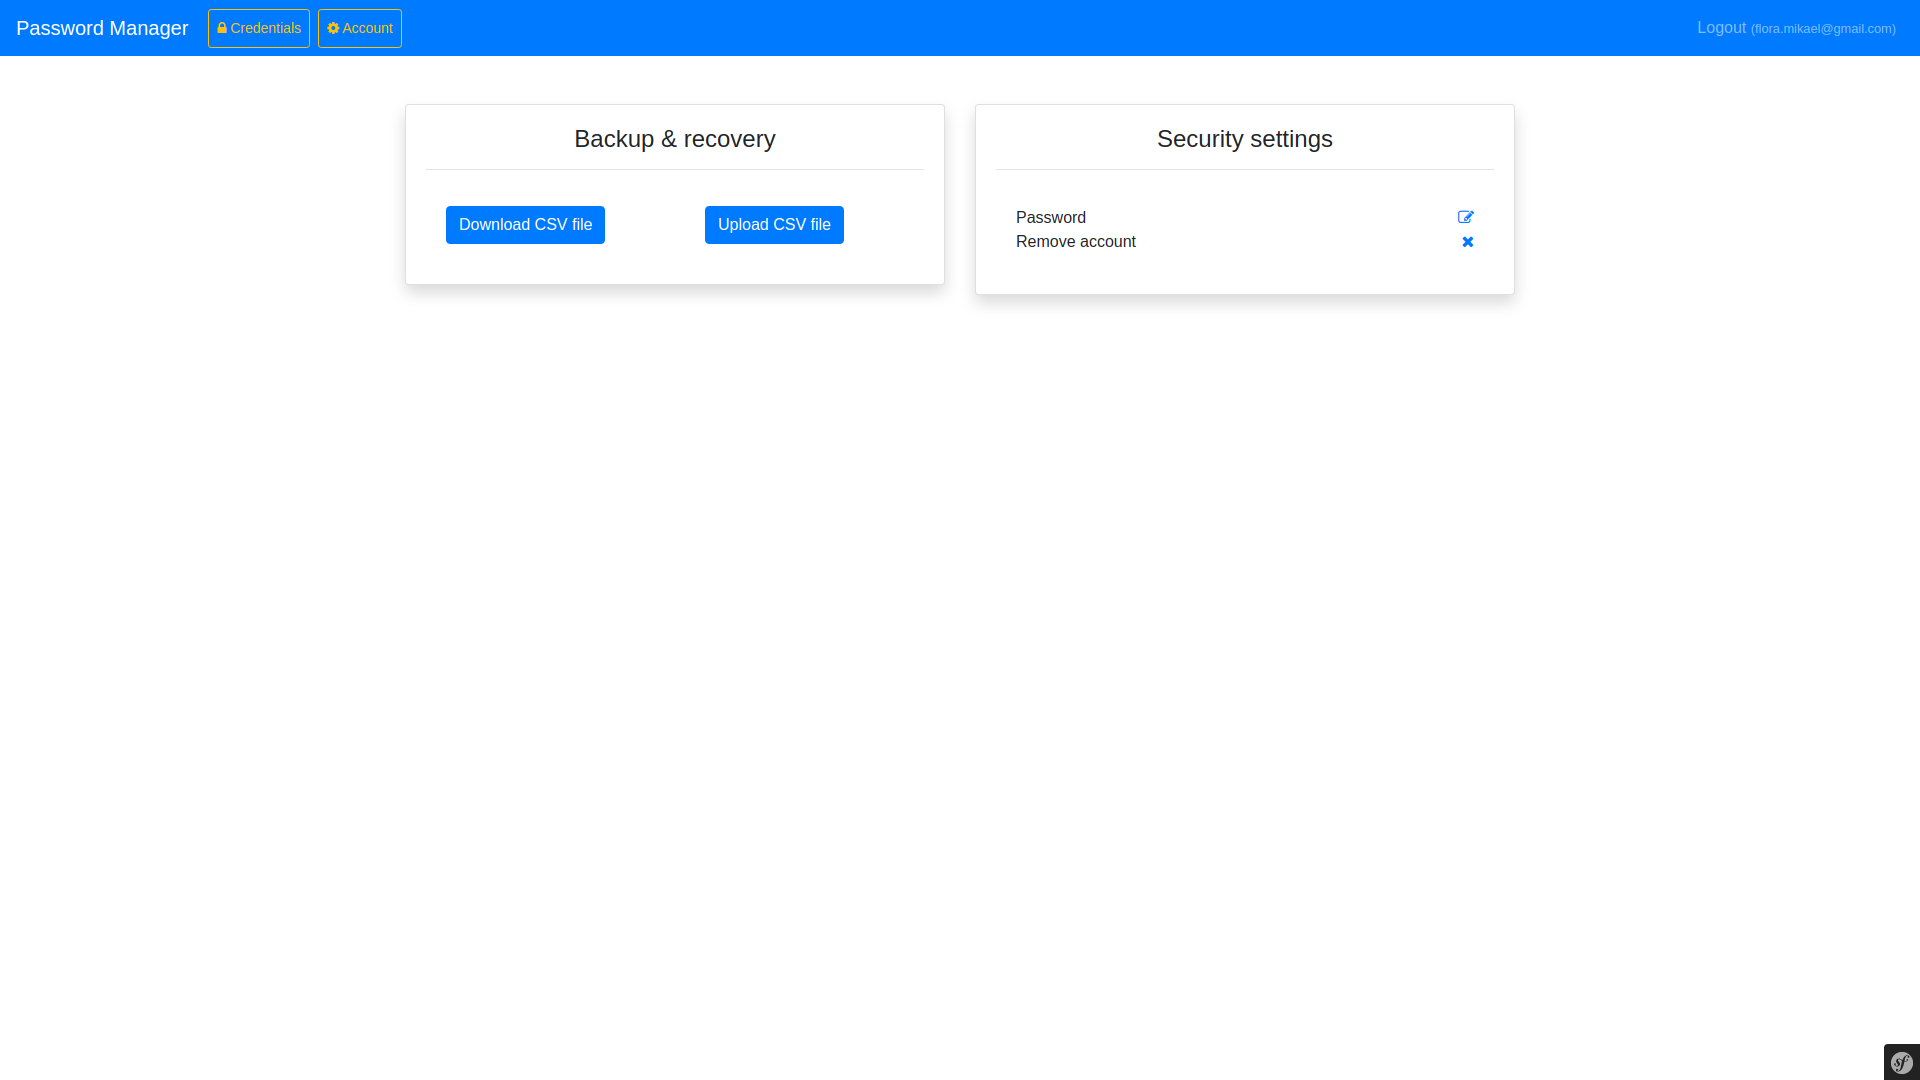 Password Manager
Credentials
Account
Logout (flora.mikael@gmail.com)
Backup & recovery
Download CSV file
Upload CSV file
Security settings
Password
Remove account
sf